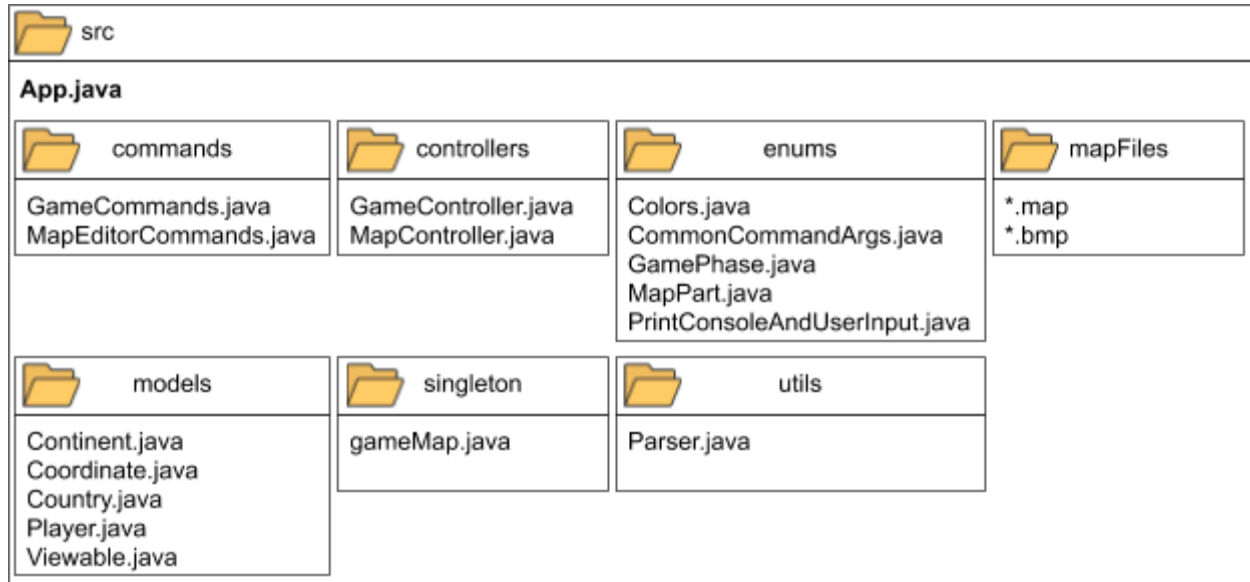 src
App.java
commands
GameCommands.java
MapEditorCommands.java
controllers
GameController.java
MapController.java
enums
Colors.java
CommonCommandArgs.java
GamePhase.java
MapPart.java
PrintConsoleAndUserInput.java
mapFiles
*.map
*.bmp
models
Continent.java
Coordinate.java
Country.java
Player.java
Viewable.java
singleton
gameMap.java
utils
Parser.java